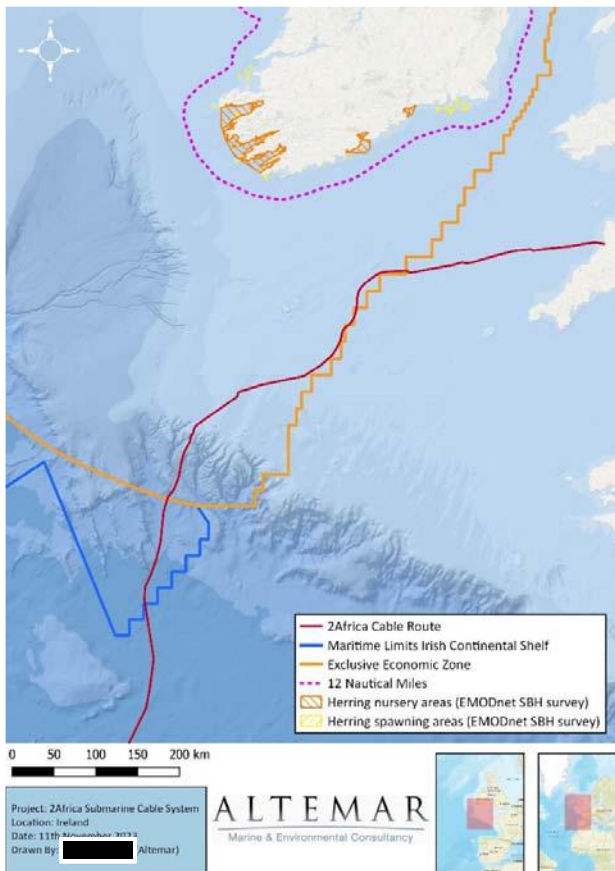 2Africa Cable Route
Maritime Limits Irish Continental Shelf
Exclusive Economic Zone
12 Nautical Miles
Herring nursery areas (EMODnet SBH survey)
Herring spawning areas (EMODnet SBH survey)
0 50 100 150 200 km
Project: 2Africa Submarine Cable System
Location: Ireland
Date: 11th November 2023
Drawn By: Altemar)
ALTEMAR
Marine & Environmental Consultancy